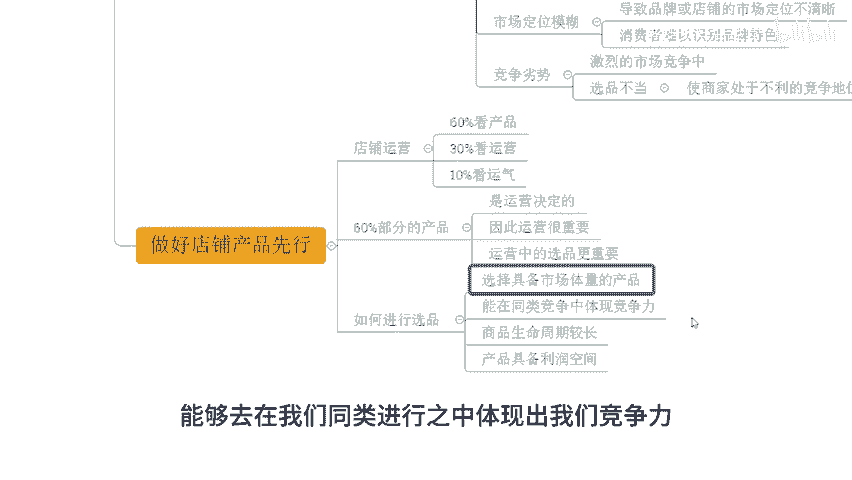 导致品牌或店铺的市场定位不清晰
市场定位模糊
消费者难以识别品牌特色
激烈的市场竞争中
竞争劣势
选品不当
使商家处于不利的竞争地位
60%看产品
店铺运营
30%看运营
10%看运气
是运营决定的
60%部分的产品
因此运营很重要
运营中的选品更重要
做好店铺产品先行
选择具备市场体量的产品
能在同类竞争中体现竞争力
如何进行选品
商品生命周期较长
产品具备利润空间
能够去在我们同类进行之中体现出我们竞争力